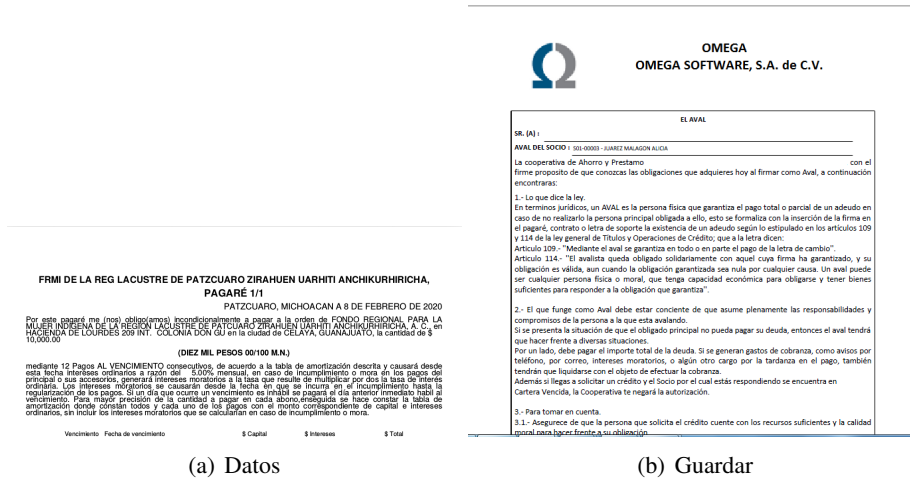 FRMI DE LA REG LACUSTRE DE PATZCUARO ZIRAHUEN UARHITI ANCHIKURHIRICHA,
PAGARÉ 1/1
PATZCUARO, MICHOACAN A 8 DE FEBRERO DE 2020
Por este pagaré me (nos) obligo(amos) incondicionalmente a pagar a la orden de FONDO REGIONAL PARA LA
MUJER INDÍGENA DE LA REGIÓN LACUSTRE DE PATCUARO ZIRAHUEN UARHITI ANCHIKURHIRICHA, A. C., en
HACIENDA DE LOURDES 209 INT. COLONIA DON GU en la ciudad de CELAYA, GUANAJUATO, la cantidad de $
10,000.00
(DIEZ MIL PESOS 00/100 M.N.)
mediante 12 Pagos AL VENCIMIENTO consecutivos, de acuerdo a la tabla de amortización descrita y causará desde
esta fecha intereses ordinarios a razón del 5.00% mensual, en caso de incumplimiento o mora en los pagos del
principal o sus accesorios, generará intereses moratorios a la tasa que resulte de multiplicar por dos la tasa de interés
ordinaria. Los intereses moratorios se causarán desde la fecha en que se incurra en incumplimiento hasta la
regularización de los pagos. Si un día que ocurre un vencimiento es inhábil se pagará el día anterior inmediato hábil al
vencimiento. Para mayor precisión de la cantidad a pagar en cada abono,enseguida se hace constar la tabla de
amortización donde constan todos y cada uno de los pagos con el monto correspondiente de capital e intereses
ordinarios, sin incluir los intereses moratorios que se calcularían en caso de incumplimiento o mora.
Vencimiento Fecha de vencimiento $ Capital $ Intereses $ Total
(a) Datos
OMEGA
OMEGA SOFTWARE, S.A. de C.V.
EL AVAL
SR. (A) :
AVAL DEL SOCIO : 501-00003 - JUAREZ MALAGON ALICIA
La cooperativa de Ahorro y Prestamo con el
firme proposito de que conozcas las obligaciones que adquieres hoy al firmar como Aval, a continuación
encontraras:
1.- Lo que dice la ley.
En terminos jurídicos, un AVAL es la persona física que garantiza el pago total o parcial de un adeudo en
caso de no realizarlo la persona principal obligada a ello, esto se formaliza con la inserción de la firma en
el pagaré, contrato o letra de soporte la existencia de un adeudo según lo estipulado en los artículos 109
y 114 de la ley general de Títulos y Operaciones de Crédito; que a la letra dicen:
Articulo 109.- "Mediante el aval se garantiza en todo o en parte el pago de la letra de cambio".
Articulo 114.- "El avalista queda obligado solidariamente con aquel cuya firma ha garantizado, y su
obligación es válida, aun cuando la obligación garantizada sea nula por cualquier causa. Un aval puede
ser cualquier persona física o moral, que tenga capacidad económica para obligarse y tener bienes
suficientes para responder a la obligación que garantiza".
2.- El que funge como Aval debe estar conciente de que asume plenamente las responsabilidades y
compromisos de la persona a la que esta avalando.
Si se presenta la situación de que el obligado principal no pueda pagar su deuda, entonces el aval tendrá
que hacer frente a diversas situaciones.
Por un lado, debe pagar el importe total de la deuda. Si se generan gastos de cobranza, como avisos por
teléfono, por correo, intereses moratorios, o algún otro cargo por la tardanza en el pago, también
tendrán que liquidarse con el objeto de efectuar la cobranza.
Además si llegas a solicitar un crédito y el Socio por el cual estás respondiendo se encuentra en
Cartera Vencida, la Cooperativa te negará la autorización.
3.- Para tomar en cuenta.
3.1.- Asegurece de que la persona que solicita el crédito cuente con los recursos suficientes y la calidad
moral para hacer frente a su obligación
(b) Guardar